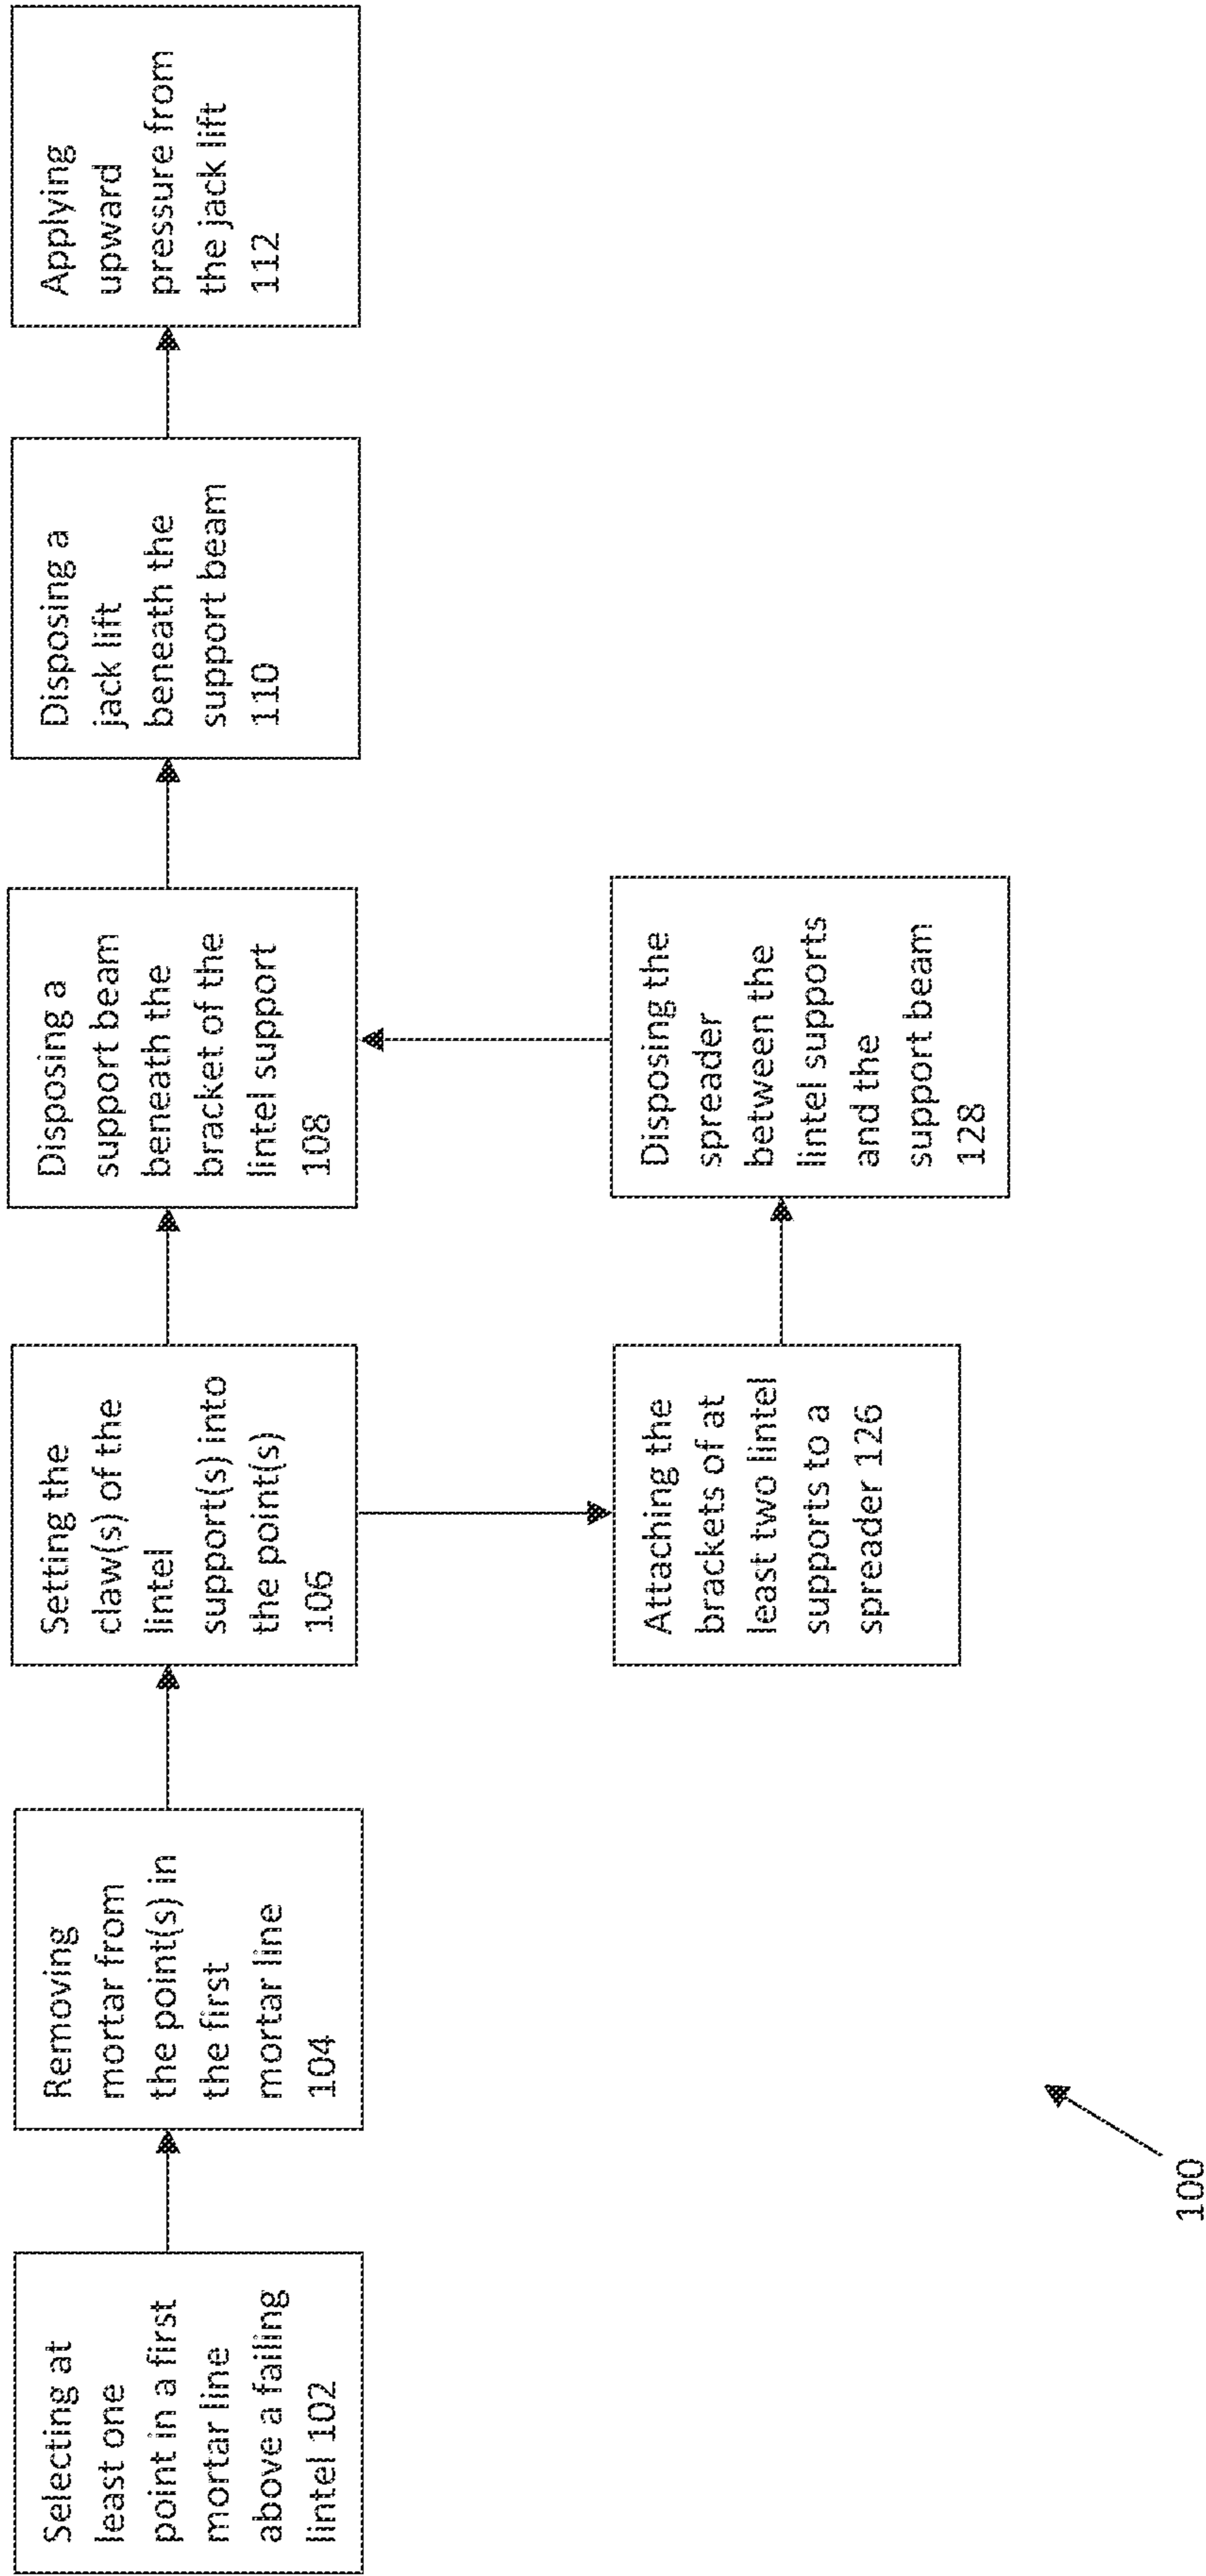 Selecting at
least one
point in a first
mortar line
above a failing
lintel 102
Removing
mortar from
the point(s) in
the first
mortar line
104
Setting the
claw(s) of the
lintel
support(s) into
the point(s)
106
Disposing a
support beam
beneath the
bracket of the
lintel support
108
Disposing a
jack lift
beneath the
support beam
110
Applying
upward
pressure from
the jack lift
112
Attaching the
brackets of at
least two lintel
supports to a
spreader 126
Disposing the
spreader
between the
lintel supports
and the
support beam
128
100